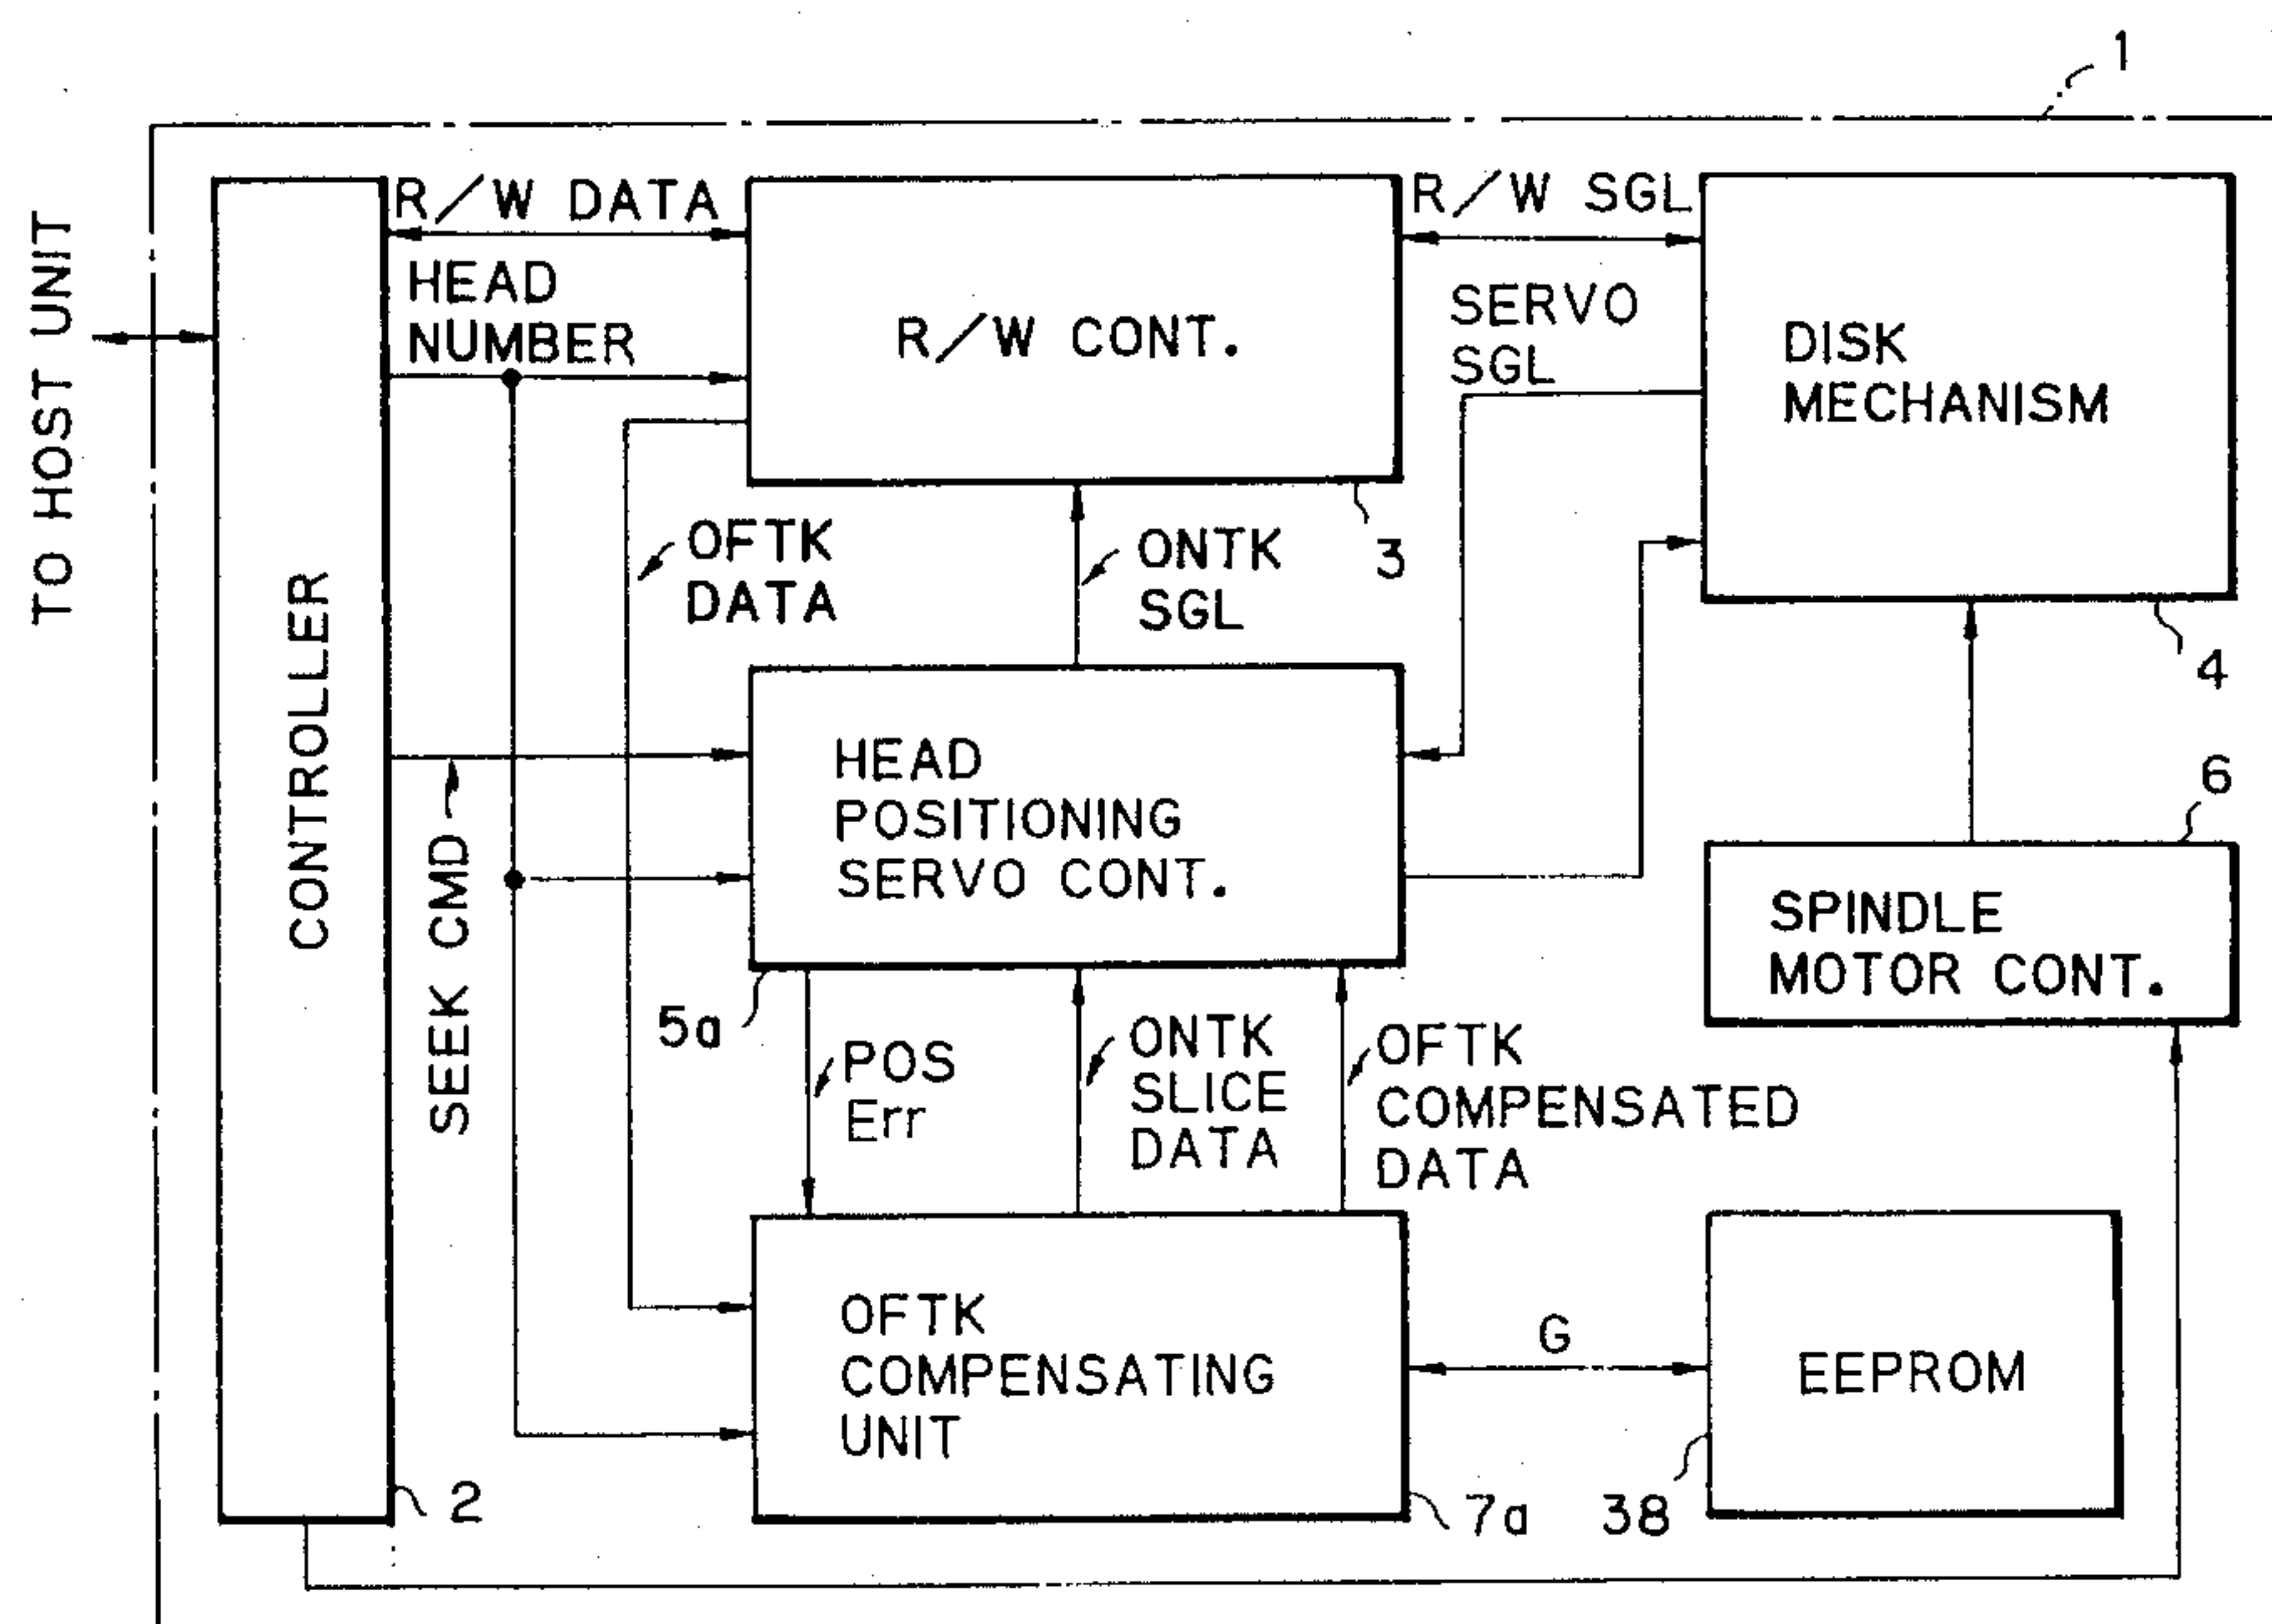 1
TO HOST UNIT
CONTROLLER
2
R/W DATA
HEAD
NUMBER
R/W CONT.
3
R/W SGL
SERVO
SGL
DISK
MECHANISM
4
OFTK
DATA
ONTK
SGL
SEEK CMD
HEAD
POSITIONING
SERVO CONT.
5a
6
SPINDLE
MOTOR CONT.
POS
Err
ONTK
SLICE
DATA
OFTK
COMPENSATED
DATA
OFTK
COMPENSATING
UNIT
7a
G
EEPROM
38